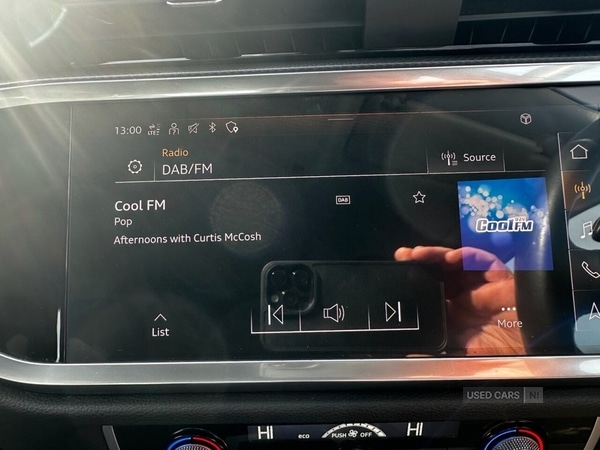 13:00 LTE
Radio
DAB/FM
Source
Cool FM
DAB
Pop
Afternoons with Curtis McCosh
CoolFM
List
More
USED CARS NI
HI eco PUSH OFF HI